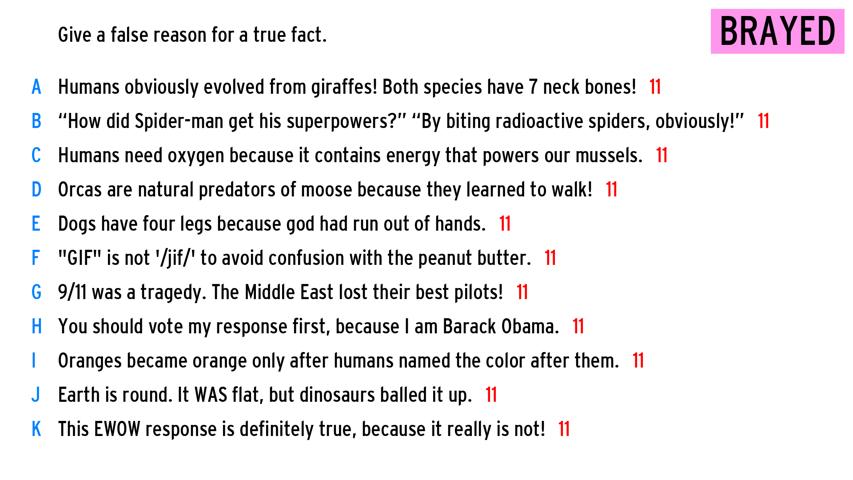 Give a false reason for a true fact.
BRAYED
A Humans obviously evolved from giraffes! Both species have 7 neck bones! 11
B “How did Spider-man get his superpowers?” “By biting radioactive spiders, obviously!” 11
C Humans need oxygen because it contains energy that powers our mussels. 11
D Orcas are natural predators of moose because they learned to walk! 11
E Dogs have four legs because god had run out of hands. 11
F "GIF" is not '/jif/' to avoid confusion with the peanut butter. 11
G 9/11 was a tragedy. The Middle East lost their best pilots! 11
H You should vote my response first, because I am Barack Obama. 11
I Oranges became orange only after humans named the color after them. 11
J Earth is round. It WAS flat, but dinosaurs balled it up. 11
K This EWOW response is definitely true, because it really is not! 11